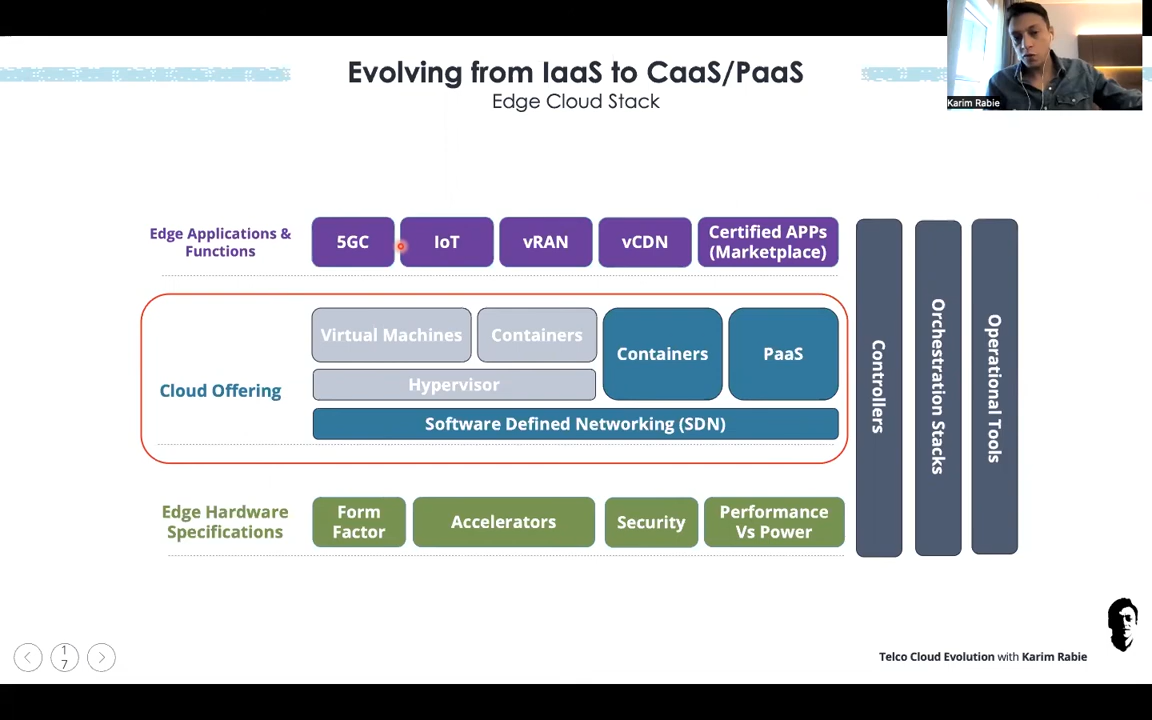 Karim Rabie
Evolving from IaaS to CaaS/PaaS
Edge Cloud Stack
Edge Applications &
Functions
5GC
IoT
vRAN
vCDN
Certified APPs
(Marketplace)
Cloud Offering
Virtual Machines
Containers
Hypervisor
Containers
PaaS
Software Defined Networking (SDN)
Edge Hardware
Specifications
Form
Factor
Accelerators
Security
Performance
Vs Power
Controllers
Orchestration Stacks
Operational Tools
1
7
Telco Cloud Evolution with Karim Rabie